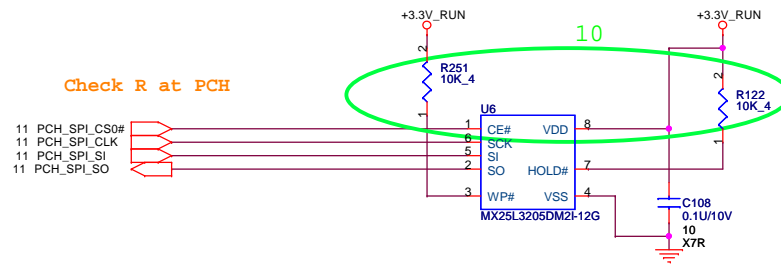 +3.3V_RUN
+3.3V_RUN
10
2
R251
10K_4
1
2
R122
10K_4
1
Check R at PCH
U6
11 PCH_SPI_CS0#
1
CE#
VDD
8
11 PCH_SPI_CLK
6
SCK
11 PCH_SPI_SI
5
SI
11 PCH_SPI_SO
2
SO
HOLD#
7
3
WP#
VSS
4
MX25L3205DM2I-12G
C108
0.1U/10V
10
X7R